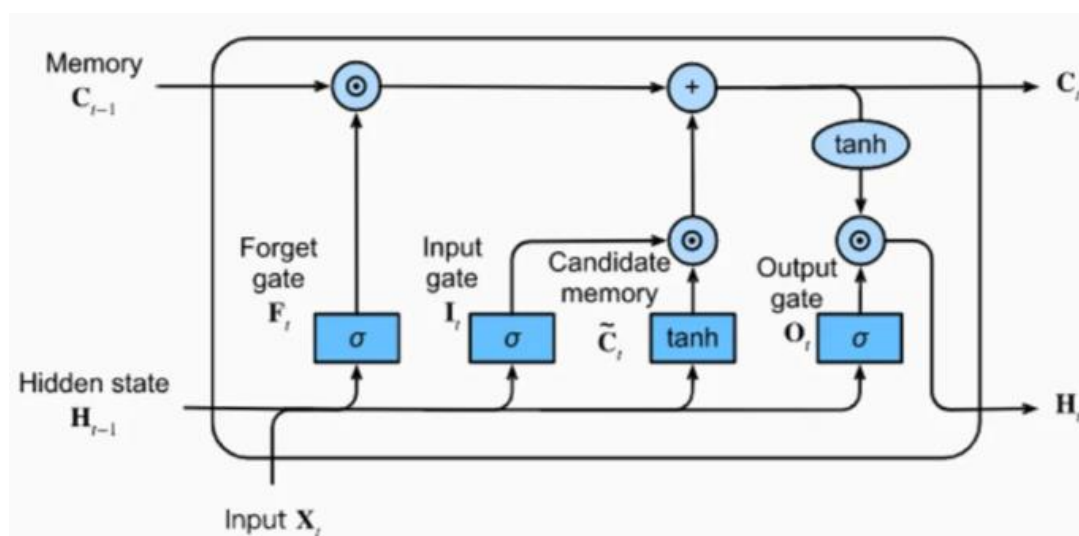 Memory
C_{t-1}
⊙
+
C_t
tanh
Forget
gate
F_t
Input
gate
I_t
⊙
Candidate
memory
C̃_t
Output
gate
O_t
⊙
σ
σ
tanh
σ
Hidden state
H_{t-1}
H_t
Input X_t